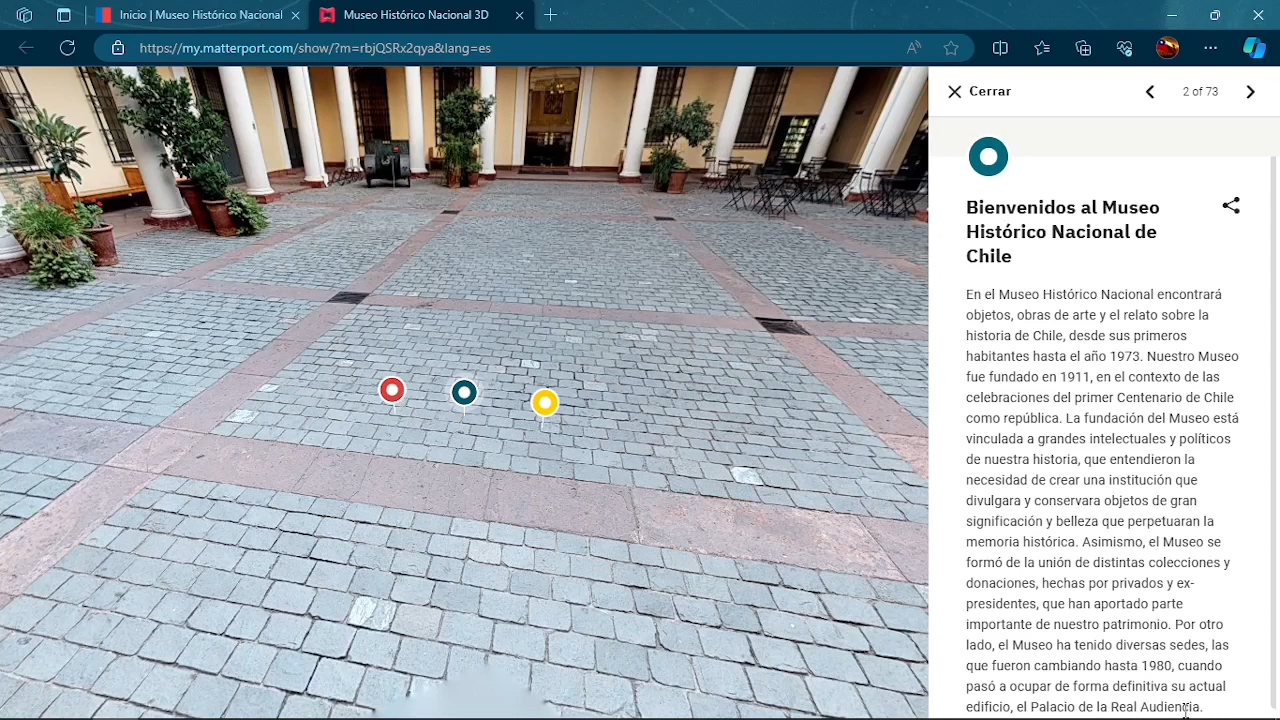 Inicio | Museo Histórico Nacional
Museo Histórico Nacional 3D
https://my.matterport.com/show/?m=rbjQSRx2qya&lang=es
Cerrar
2 of 73
Bienvenidos al Museo
Histórico Nacional de
Chile
En el Museo Histórico Nacional encontrará
objetos, obras de arte y el relato sobre la
historia de Chile, desde sus primeros
habitantes hasta el año 1973. Nuestro Museo
fue fundado en 1911, en el contexto de las
celebraciones del primer Centenario de Chile
como república. La fundación del Museo está
vinculada a grandes intelectuales y políticos
de nuestra historia, que entendieron la
necesidad de crear una institución que
divulgara y conservara objetos de gran
significación y belleza que perpetuaran la
memoria histórica. Asimismo, el Museo se
formó de la unión de distintas colecciones y
donaciones, hechas por privados y ex-
presidentes, que han aportado parte
importante de nuestro patrimonio. Por otro
lado, el Museo ha tenido diversas sedes, las
que fueron cambiando hasta 1980, cuando
pasó a ocupar de forma definitiva su actual
edificio, el Palacio de la Real Audiencia.